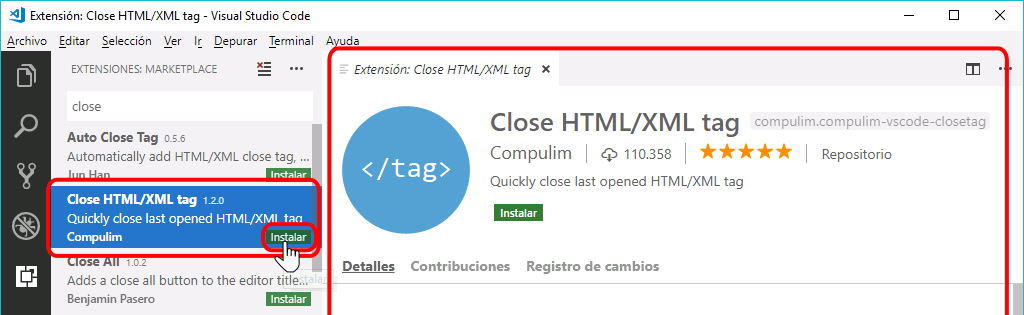 Extensión: Close HTML/XML tag - Visual Studio Code
Archivo Editar Selección Ver Ir Depurar Terminal Ayuda
EXTENSIONES: MARKETPLACE
close
Auto Close Tag 0.5.6
Automatically add HTML/XML close tag, ...
Jun Han Instalar
Close HTML/XML tag 1.2.0
Quickly close last opened HTML/XML tag
Compulim Instalar
Close All 1.0.2
Adds a close all button to the editor title...
Instalar
Benjamin Pasero Instalar
Extensión: Close HTML/XML tag
</tag>
Close HTML/XML tag compulim.compulim-vscode-closetag
Compulim 110.358 Repositorio
Quickly close last opened HTML/XML tag
Instalar
Detalles Contribuciones Registro de cambios